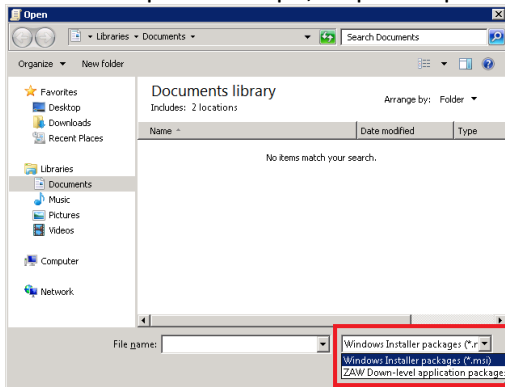 Open
Libraries
Documents
Search Documents
Organize
New folder
Favorites
Desktop
Downloads
Recent Places
Libraries
Documents
Music
Pictures
Videos
Computer
Network
Documents library
Includes: 2 locations
Arrange by: Folder
Name
Date modified
Type
No items match your search.
File name:
Windows Installer packages (*.r
Windows Installer packages (*.msi)
ZAW Down-level application package